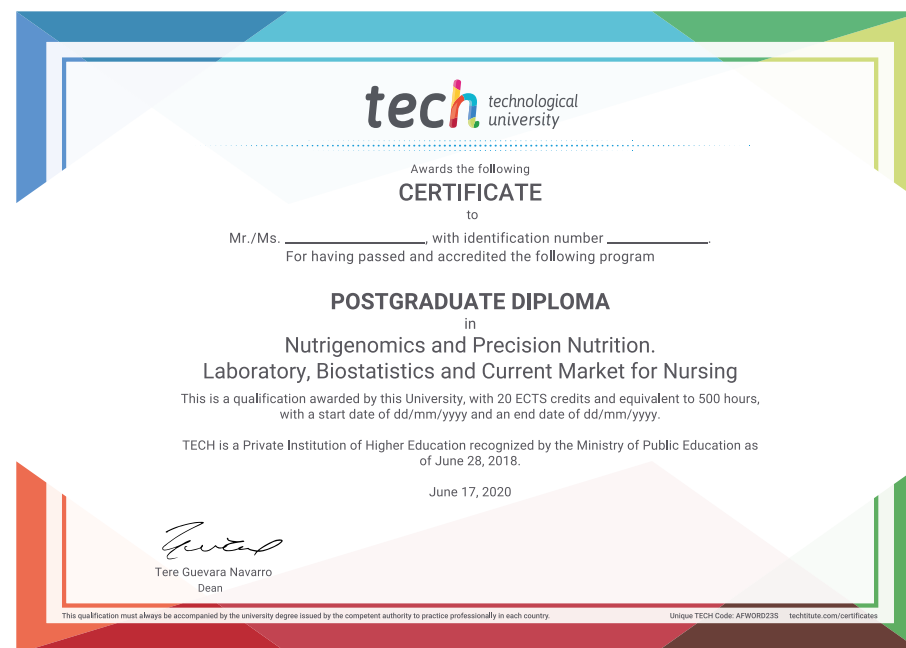 tech technological
university
Awards the following
CERTIFICATE
to
Mr./Ms. ____________________, with identification number ______________.
For having passed and accredited the following program
POSTGRADUATE DIPLOMA
in
Nutrigenomics and Precision Nutrition.
Laboratory, Biostatistics and Current Market for Nursing
This is a qualification awarded by this University, with 20 ECTS credits and equivalent to 500 hours,
with a start date of dd/mm/yyyy and an end date of dd/mm/yyyy.
TECH is a Private Institution of Higher Education recognized by the Ministry of Public Education as
of June 28, 2018.
June 17, 2020
Tere Guevara Navarro
Dean
This qualification must always be accompanied by the university degree issued by the competent authority to practice professionally in each country.
Unique TECH Code: AFWORD23S techtitute.com/certificates